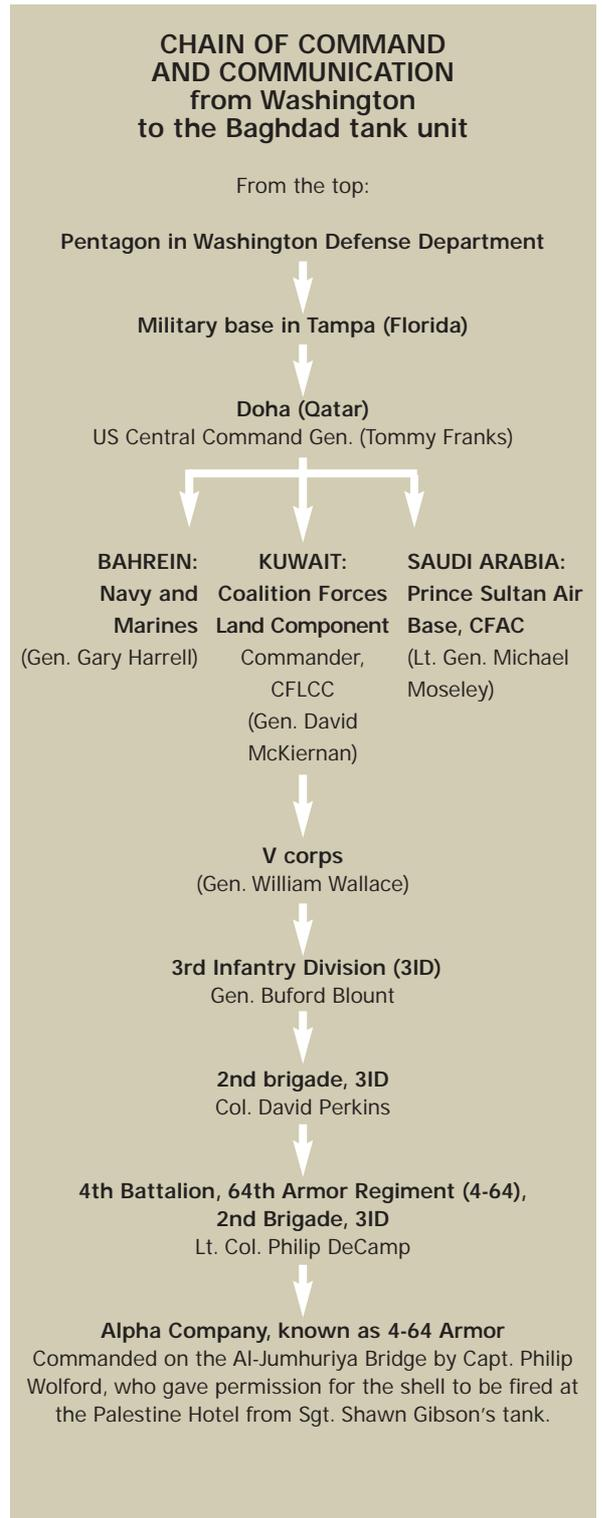 CHAIN OF COMMAND
AND COMMUNICATION
from Washington
to the Baghdad tank unit
From the top:
Pentagon in Washington Defense Department
Military base in Tampa (Florida)
Doha (Qatar)
US Central Command Gen. (Tommy Franks)
BAHREIN:
Navy and
Marines
(Gen. Gary Harrell)
KUWAIT:
Coalition Forces
Land Component
Commander,
CFLCC
(Gen. David
McKiernan)
SAUDI ARABIA:
Prince Sultan Air
Base, CFAC
(Lt. Gen. Michael
Moseley)
V corps
(Gen. William Wallace)
3rd Infantry Division (3ID)
Gen. Buford Blount
2nd brigade, 3ID
Col. David Perkins
4th Battalion, 64th Armor Regiment (4-64),
2nd Brigade, 3ID
Lt. Col. Philip DeCamp
Alpha Company, known as 4-64 Armor
Commanded on the Al-Jumhuriya Bridge by Capt. Philip
Wolford, who gave permission for the shell to be fired at
the Palestine Hotel from Sgt. Shawn Gibson's tank.